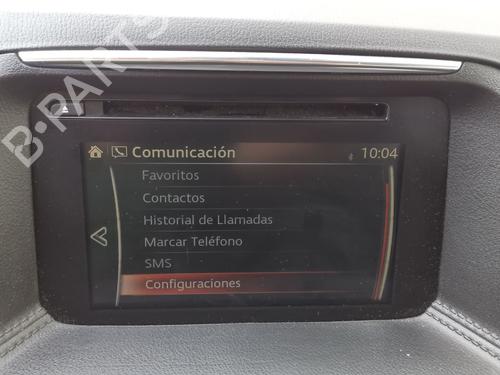 B-PARTS
Comunicación 10:04
Favoritos
Contactos
Historial de Llamadas
Marcar Teléfono
SMS
Configuraciones